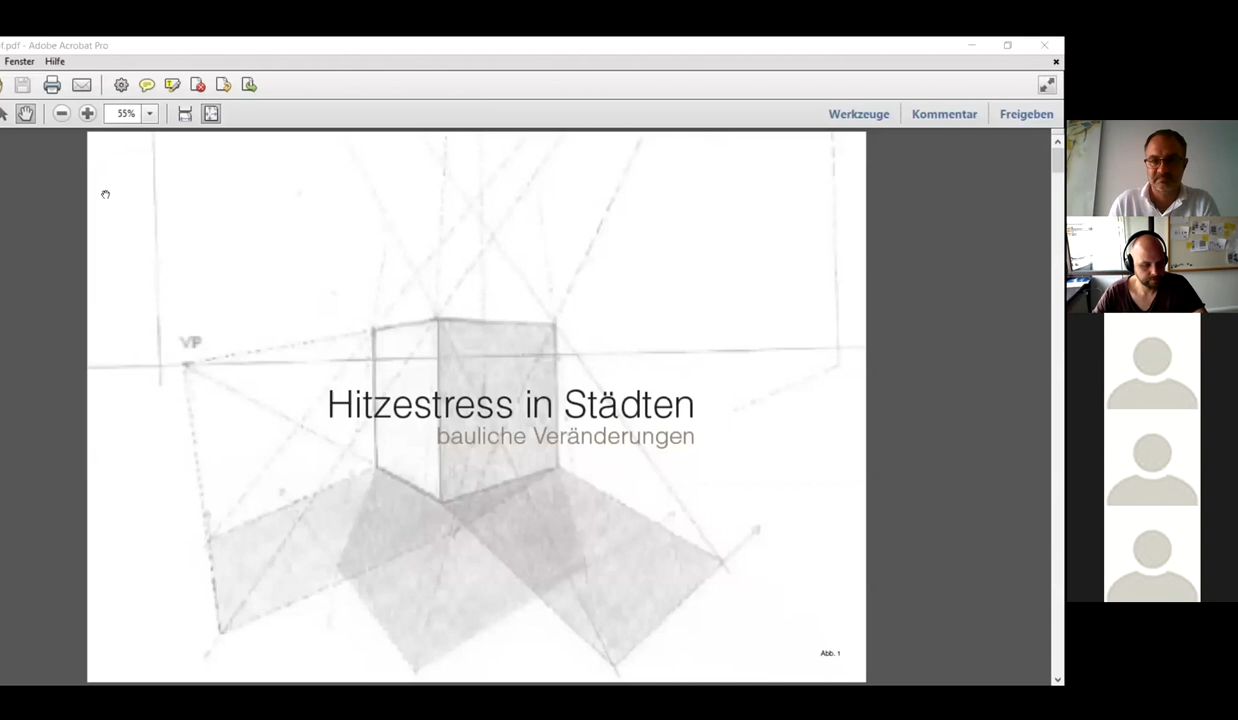 f.pdf - Adobe Acrobat Pro
Fenster Hilfe
55%
Werkzeuge Kommentar Freigeben
VP
Hitzestress in Städten
bauliche Veränderungen
Abb. 1